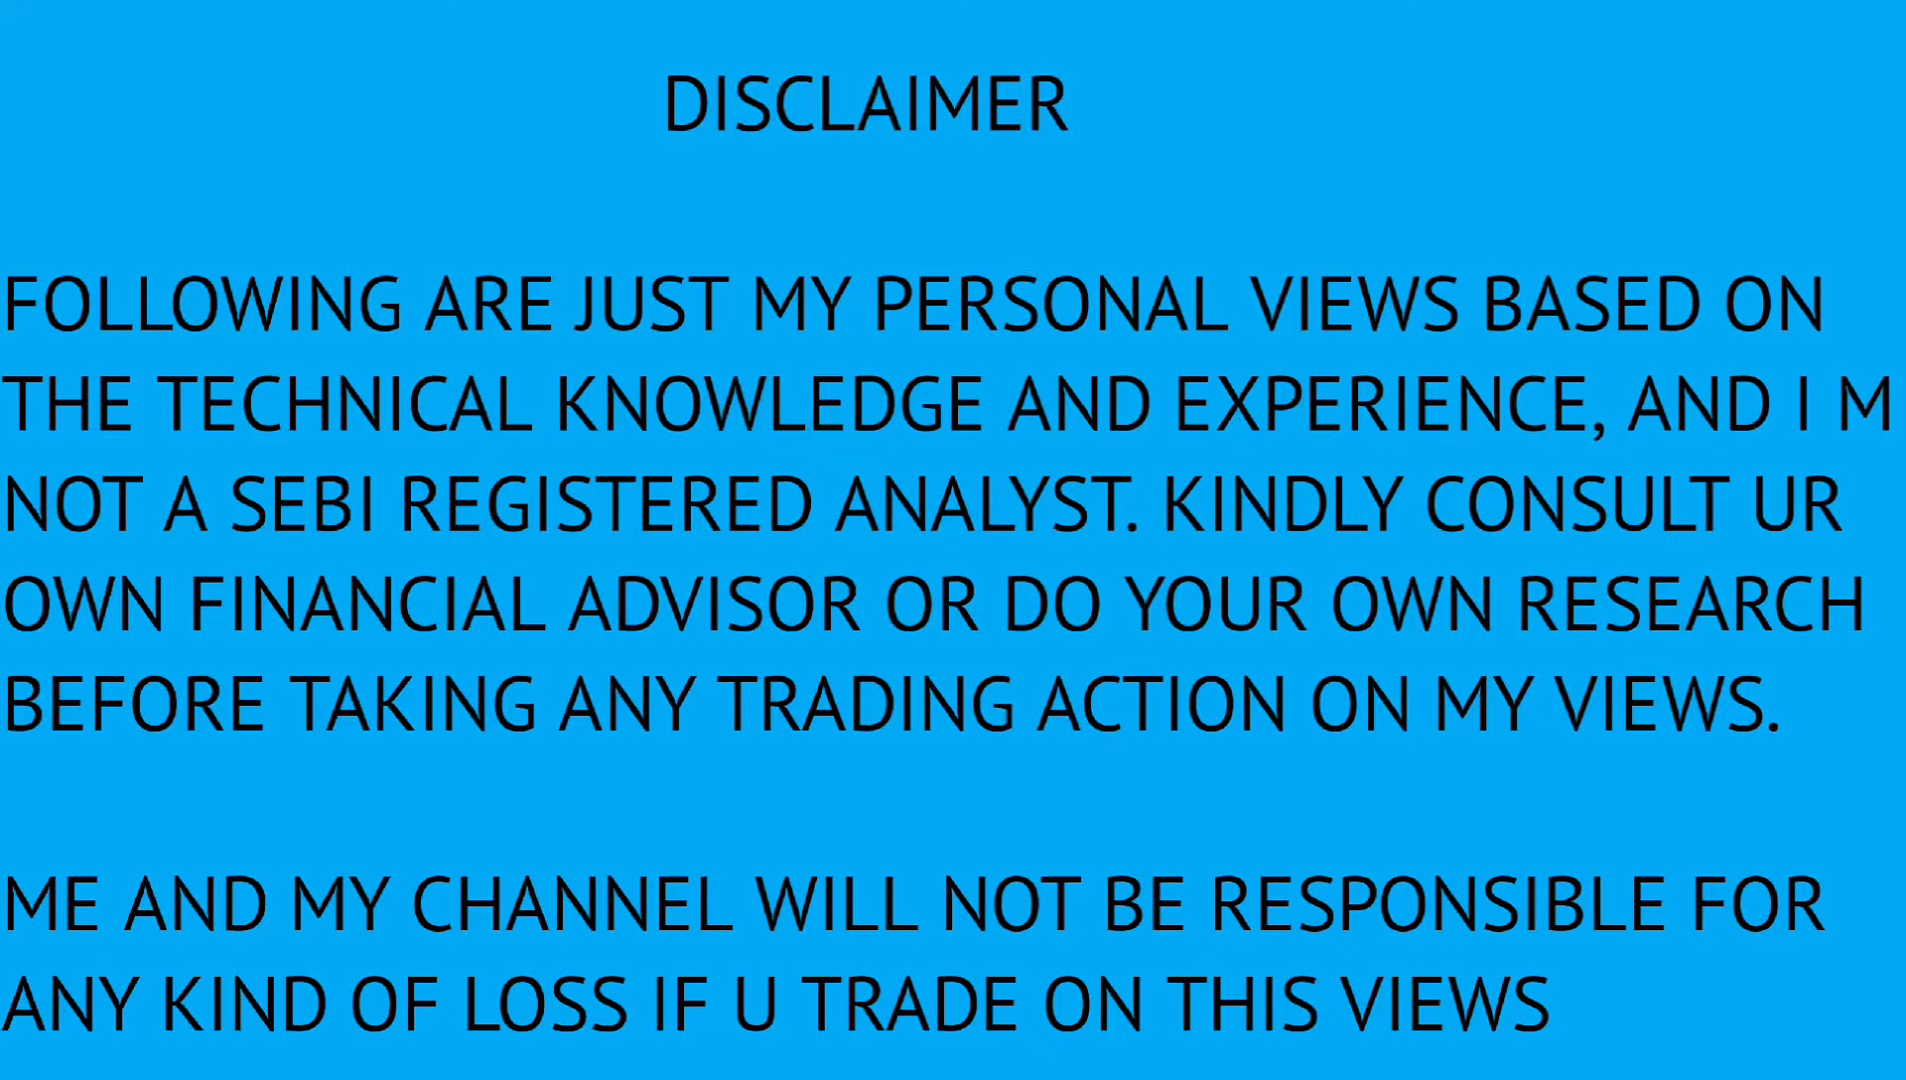 DISCLAIMER
FOLLOWING ARE JUST MY PERSONAL VIEWS BASED ON
THE TECHNICAL KNOWLEDGE AND EXPERIENCE, AND I M
NOT A SEBI REGISTERED ANALYST. KINDLY CONSULT UR
OWN FINANCIAL ADVISOR OR DO YOUR OWN RESEARCH
BEFORE TAKING ANY TRADING ACTION ON MY VIEWS.
ME AND MY CHANNEL WILL NOT BE RESPONSIBLE FOR
ANY KIND OF LOSS IF U TRADE ON THIS VIEWS